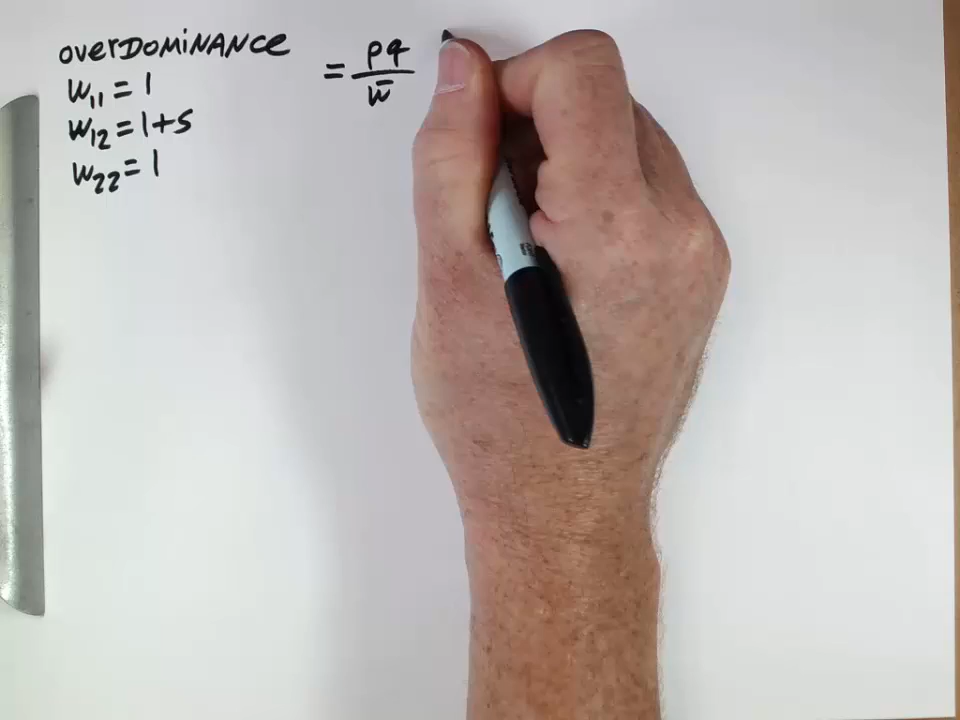 overDOMINANCE
w₁₁ = 1
w₁₂ = 1+s
w₂₂ = 1
= pq / w̄